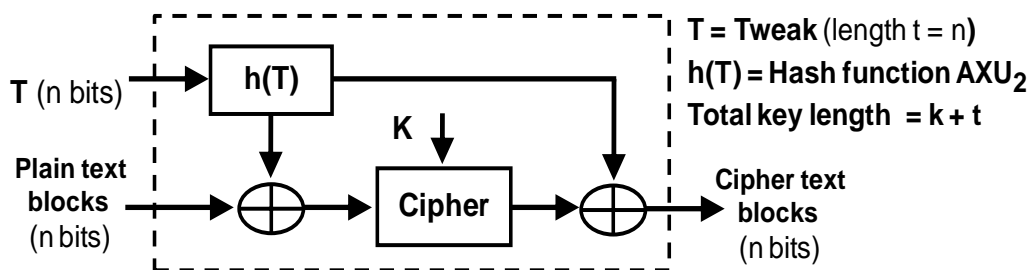 T (n bits)
h(T)
K
Plain text
blocks
(n bits)
Cipher
Cipher text
blocks
(n bits)
T = Tweak (length t = n)
h(T) = Hash function AXU2
Total key length = k + t